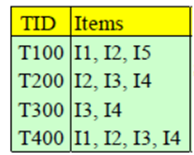 TID Items
T100 I1, I2, I5
T200 I2, I3, I4
T300 I3, I4
T400 I1, I2, I3, I4